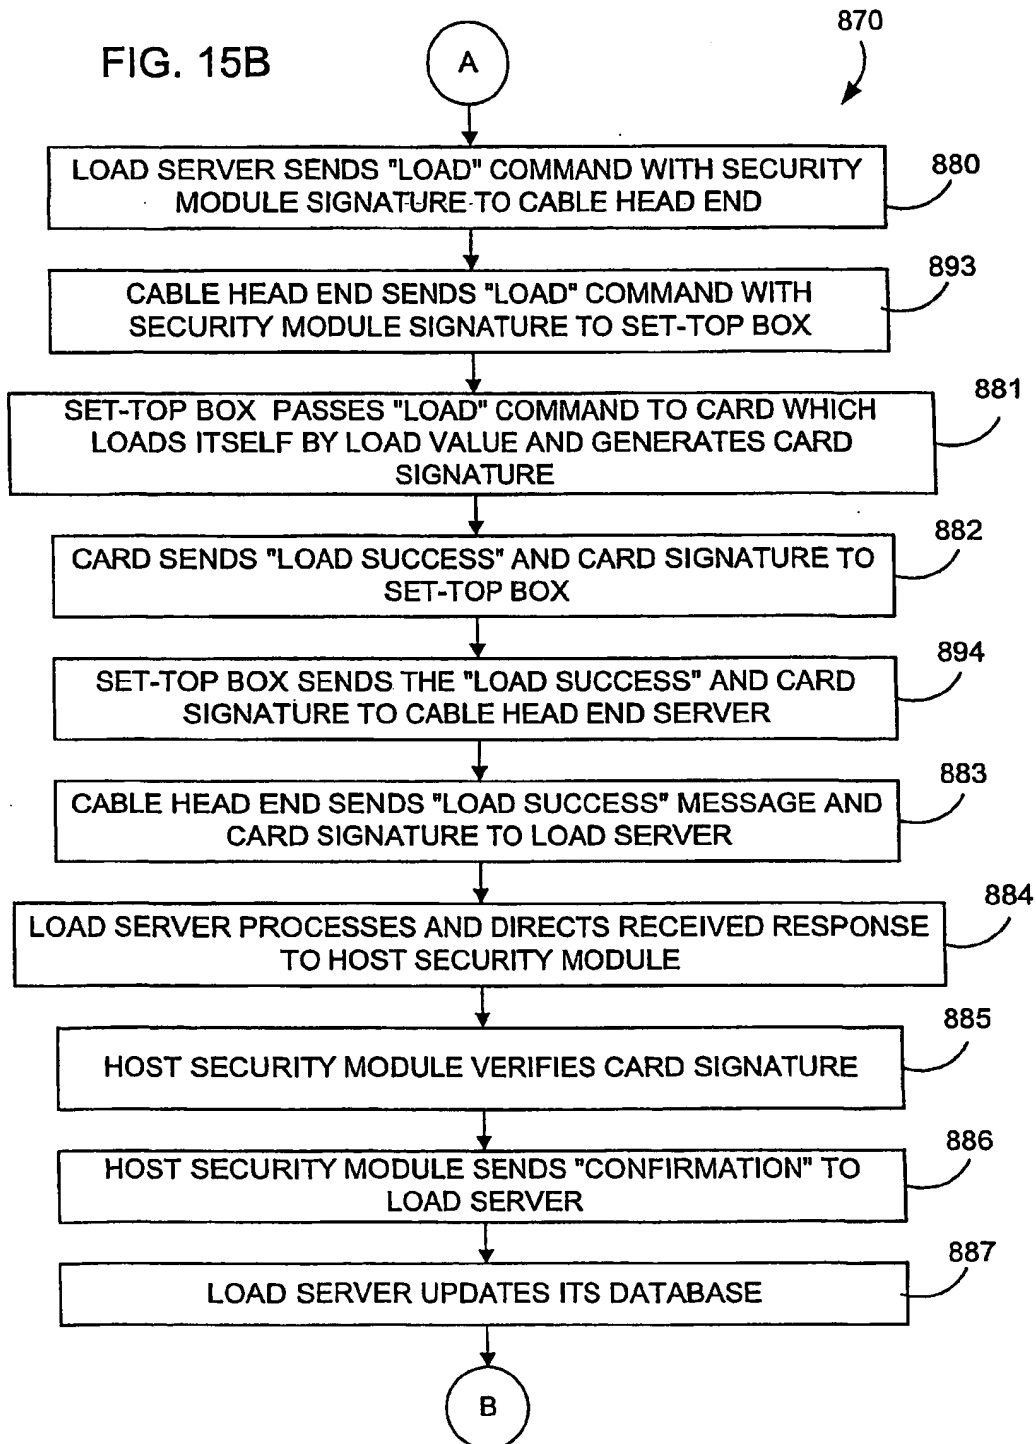 870
FIG. 15B
A
LOAD SERVER SENDS "LOAD" COMMAND WITH SECURITY
MODULE SIGNATURE TO CABLE HEAD END
880
CABLE HEAD END SENDS "LOAD" COMMAND WITH
SECURITY MODULE SIGNATURE TO SET-TOP BOX
893
SET-TOP BOX PASSES "LOAD" COMMAND TO CARD WHICH
LOADS ITSELF BY LOAD VALUE AND GENERATES CARD
SIGNATURE
881
CARD SENDS "LOAD SUCCESS" AND CARD SIGNATURE TO
SET-TOP BOX
882
SET-TOP BOX SENDS THE "LOAD SUCCESS" AND CARD
SIGNATURE TO CABLE HEAD END SERVER
894
CABLE HEAD END SENDS "LOAD SUCCESS" MESSAGE AND
CARD SIGNATURE TO LOAD SERVER
883
LOAD SERVER PROCESSES AND DIRECTS RECEIVED RESPONSE
TO HOST SECURITY MODULE
884
HOST SECURITY MODULE VERIFIES CARD SIGNATURE
885
HOST SECURITY MODULE SENDS "CONFIRMATION" TO
LOAD SERVER
886
LOAD SERVER UPDATES ITS DATABASE
887
B